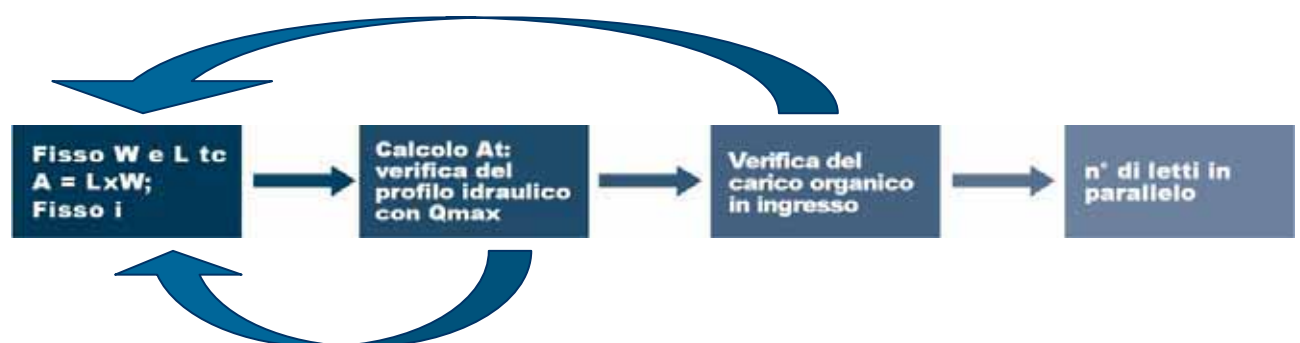 Fisso W e L tc
A = LxW;
Fisso i
Calcolo At:
verifica del
profilo idraulico
con Qmax
Verifica del
carico organico
in ingresso
n° di letti in
parallelo